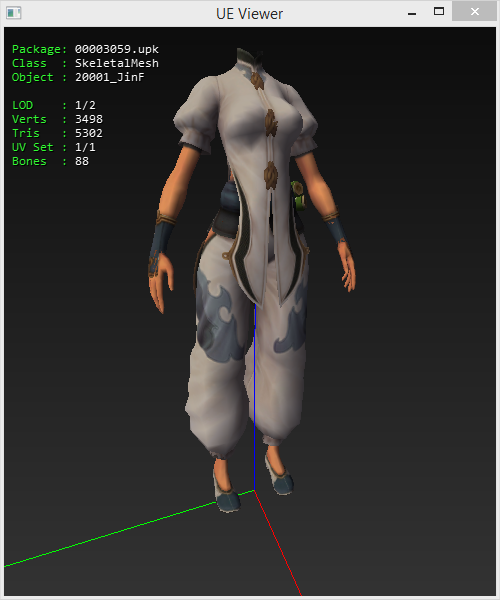 UE Viewer
Package: 00003059.upk
Class : SkeletalMesh
Object : 20001_JinF
LOD : 1/2
Verts : 3498
Tris : 5302
UV Set : 1/1
Bones : 88